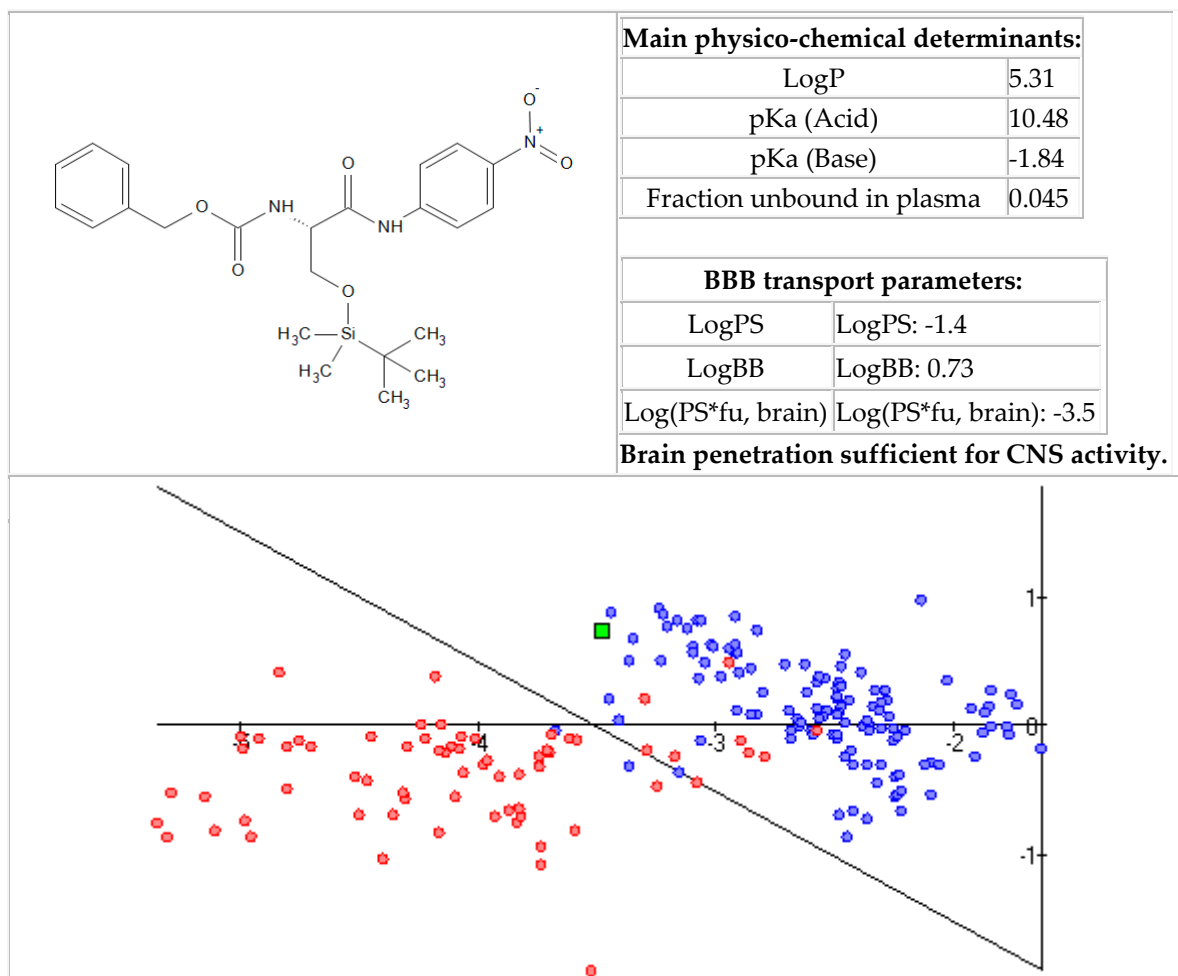 Main physico-chemical determinants:
LogP 5.31
pKa (Acid) 10.48
pKa (Base) -1.84
Fraction unbound in plasma 0.045
BBB transport parameters:
LogPS LogPS: -1.4
LogBB LogBB: 0.73
Log(PS*fu, brain) Log(PS*fu, brain): -3.5
Brain penetration sufficient for CNS activity.
O-
N+
O
O
O
NH
NH
O
O
H3C Si CH3
H3C CH3
CH3
1
-5 -4 -3 -2 0
-1